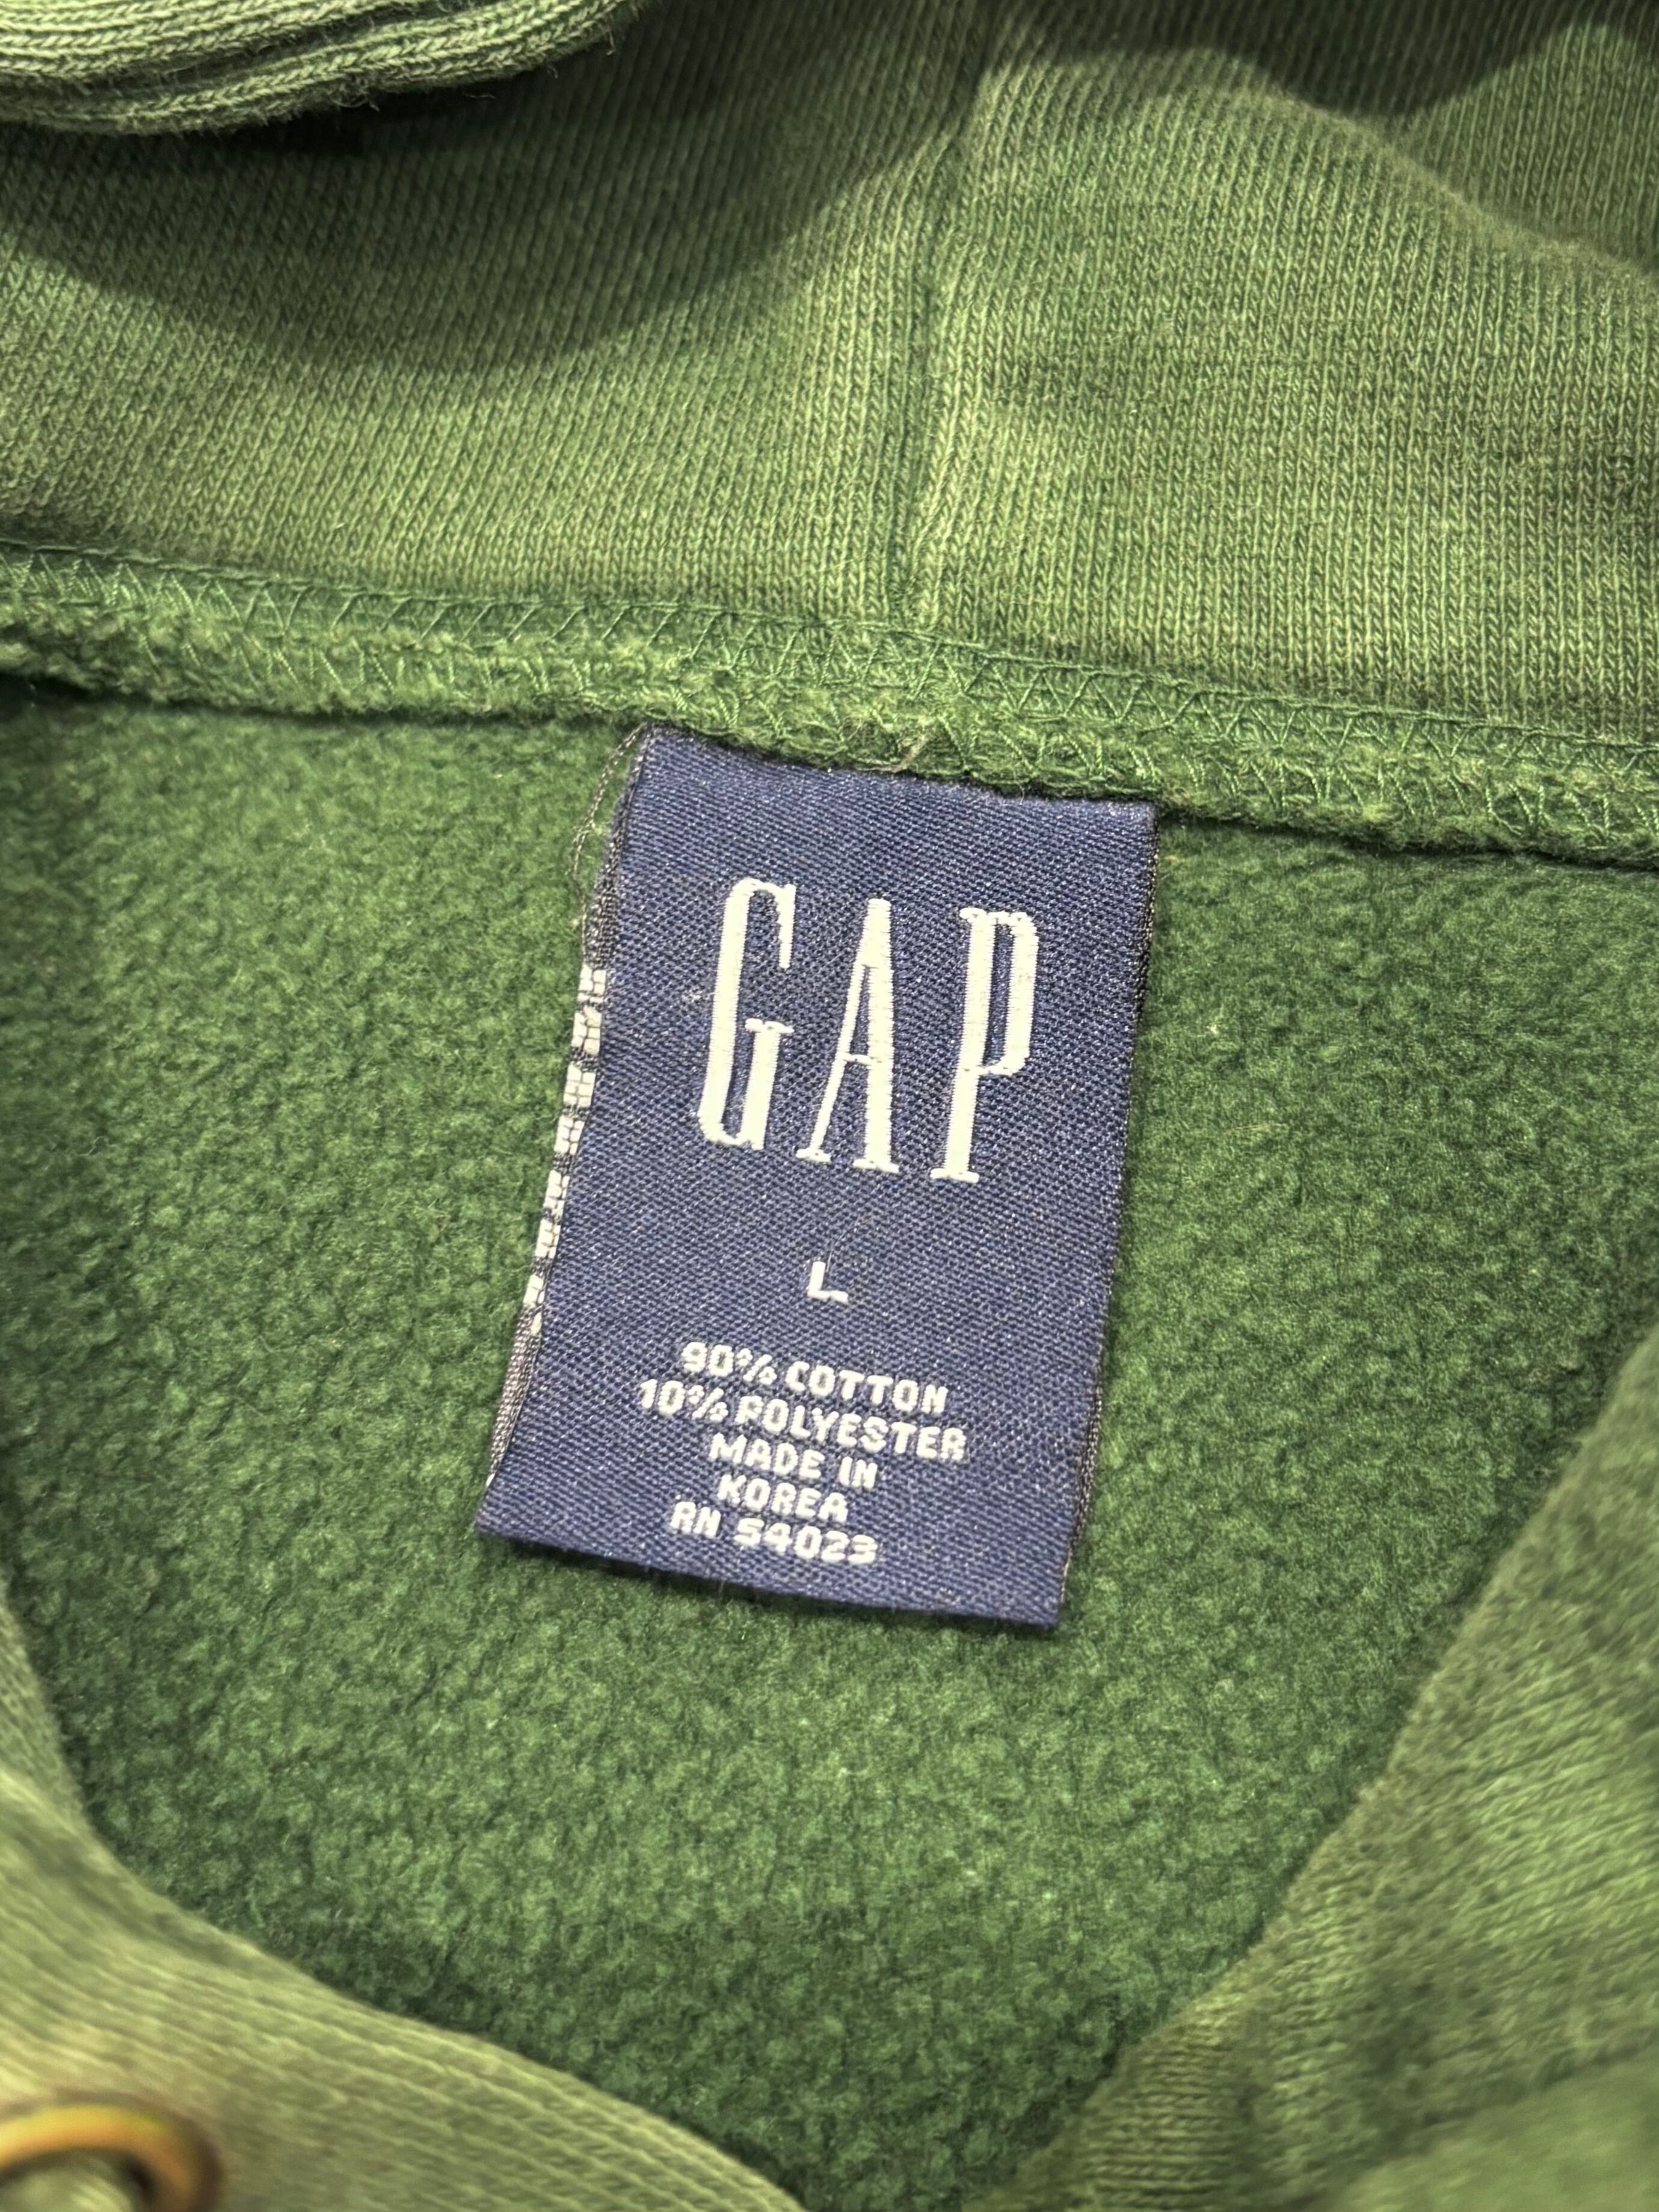 GAP
L
90% COTTON
10% POLYESTER
MADE IN
KOREA
RN 54023